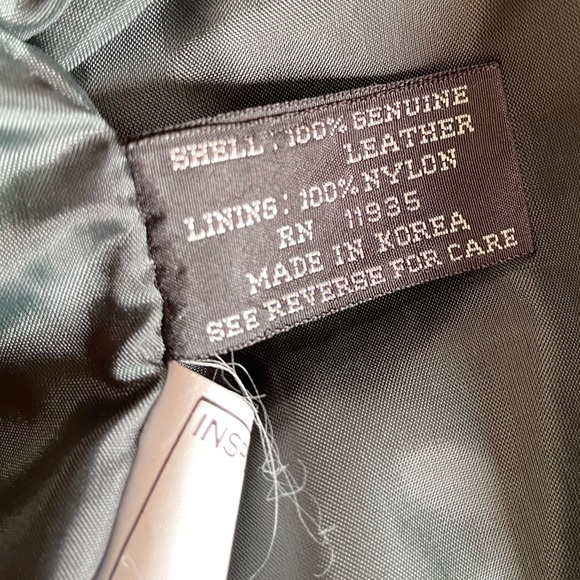 SHELL: 100% GENUINE
LEATHER
LINING: 100% NYLON
RN 11935
MADE IN KOREA
SEE REVERSE FOR CARE
INS